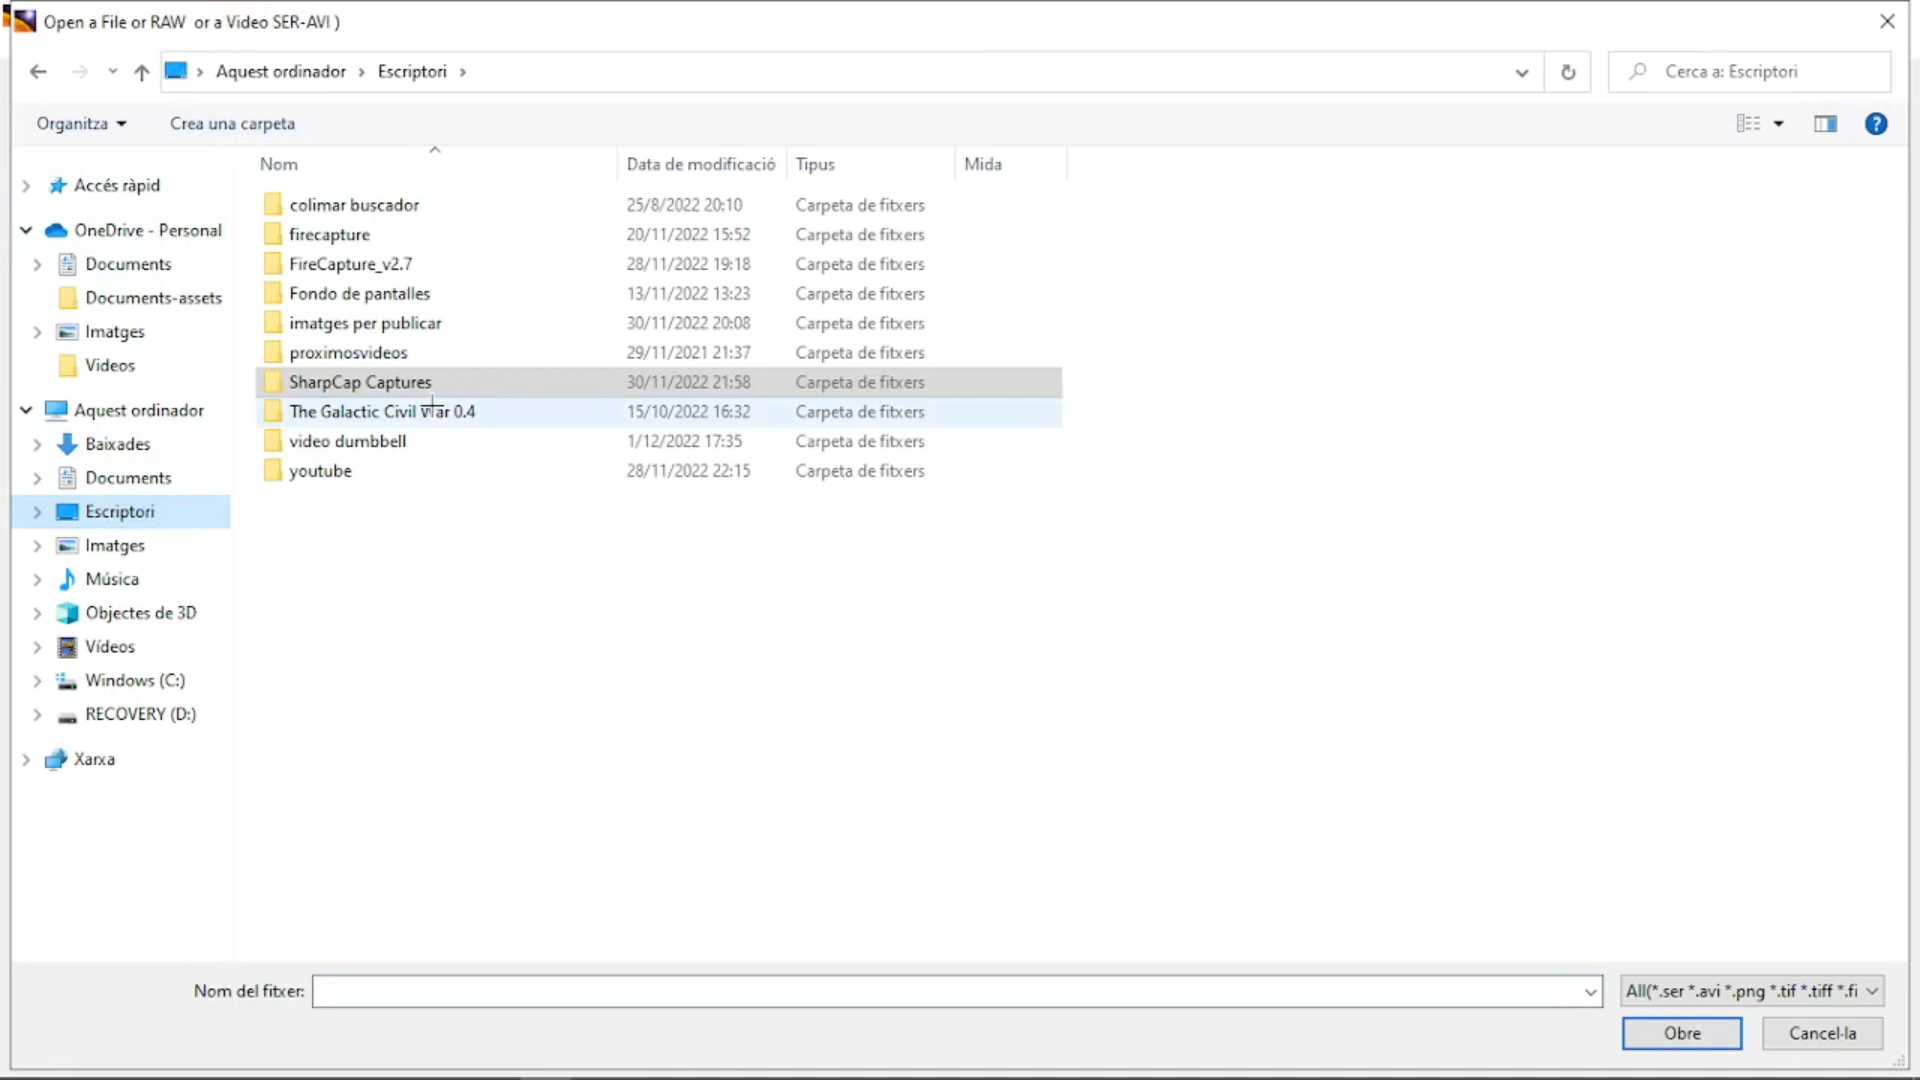 Open a File or RAW or a Video SER-AVI )
Aquest ordinador
Escriptori
Cerca a: Escriptori
Organitza
Crea una carpeta
Nom
Data de modificació
Tipus
Mida
Accés ràpid
OneDrive - Personal
Documents
Documents-assets
Imatges
Videos
Aquest ordinador
Baixades
Documents
Escriptori
Imatges
Música
Objectes de 3D
Vídeos
Windows (C:)
RECOVERY (D:)
Xarxa
colimar buscador 25/8/2022 20:10 Carpeta de fitxers
firecapture 20/11/2022 15:52 Carpeta de fitxers
FireCapture_v2.7 28/11/2022 19:18 Carpeta de fitxers
Fondo de pantalles 13/11/2022 13:23 Carpeta de fitxers
imatges per publicar 30/11/2022 20:08 Carpeta de fitxers
proximosvideos 29/11/2021 21:37 Carpeta de fitxers
SharpCap Captures 30/11/2022 21:58 Carpeta de fitxers
The Galactic Civil War 0.4 15/10/2022 16:32 Carpeta de fitxers
video dumbbell 1/12/2022 17:35 Carpeta de fitxers
youtube 28/11/2022 22:15 Carpeta de fitxers
Nom del fitxer:
All(*.ser *.avi *.png *.tif *.tiff *.fi
Obre
Cancel·la